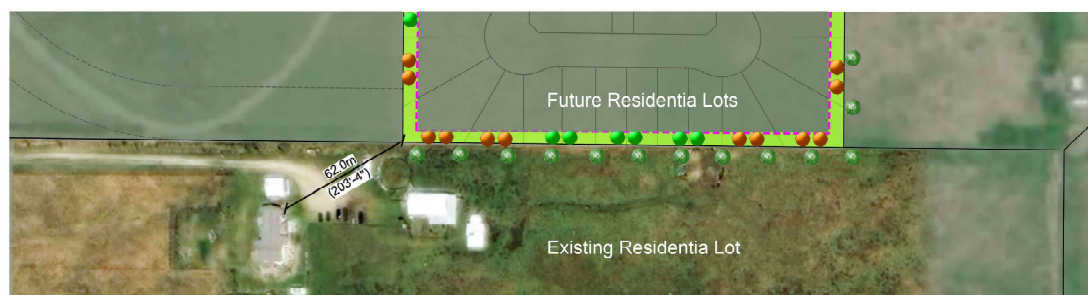 Future Residentia Lots
62.0m
(203'-4")
Existing Residentia Lot